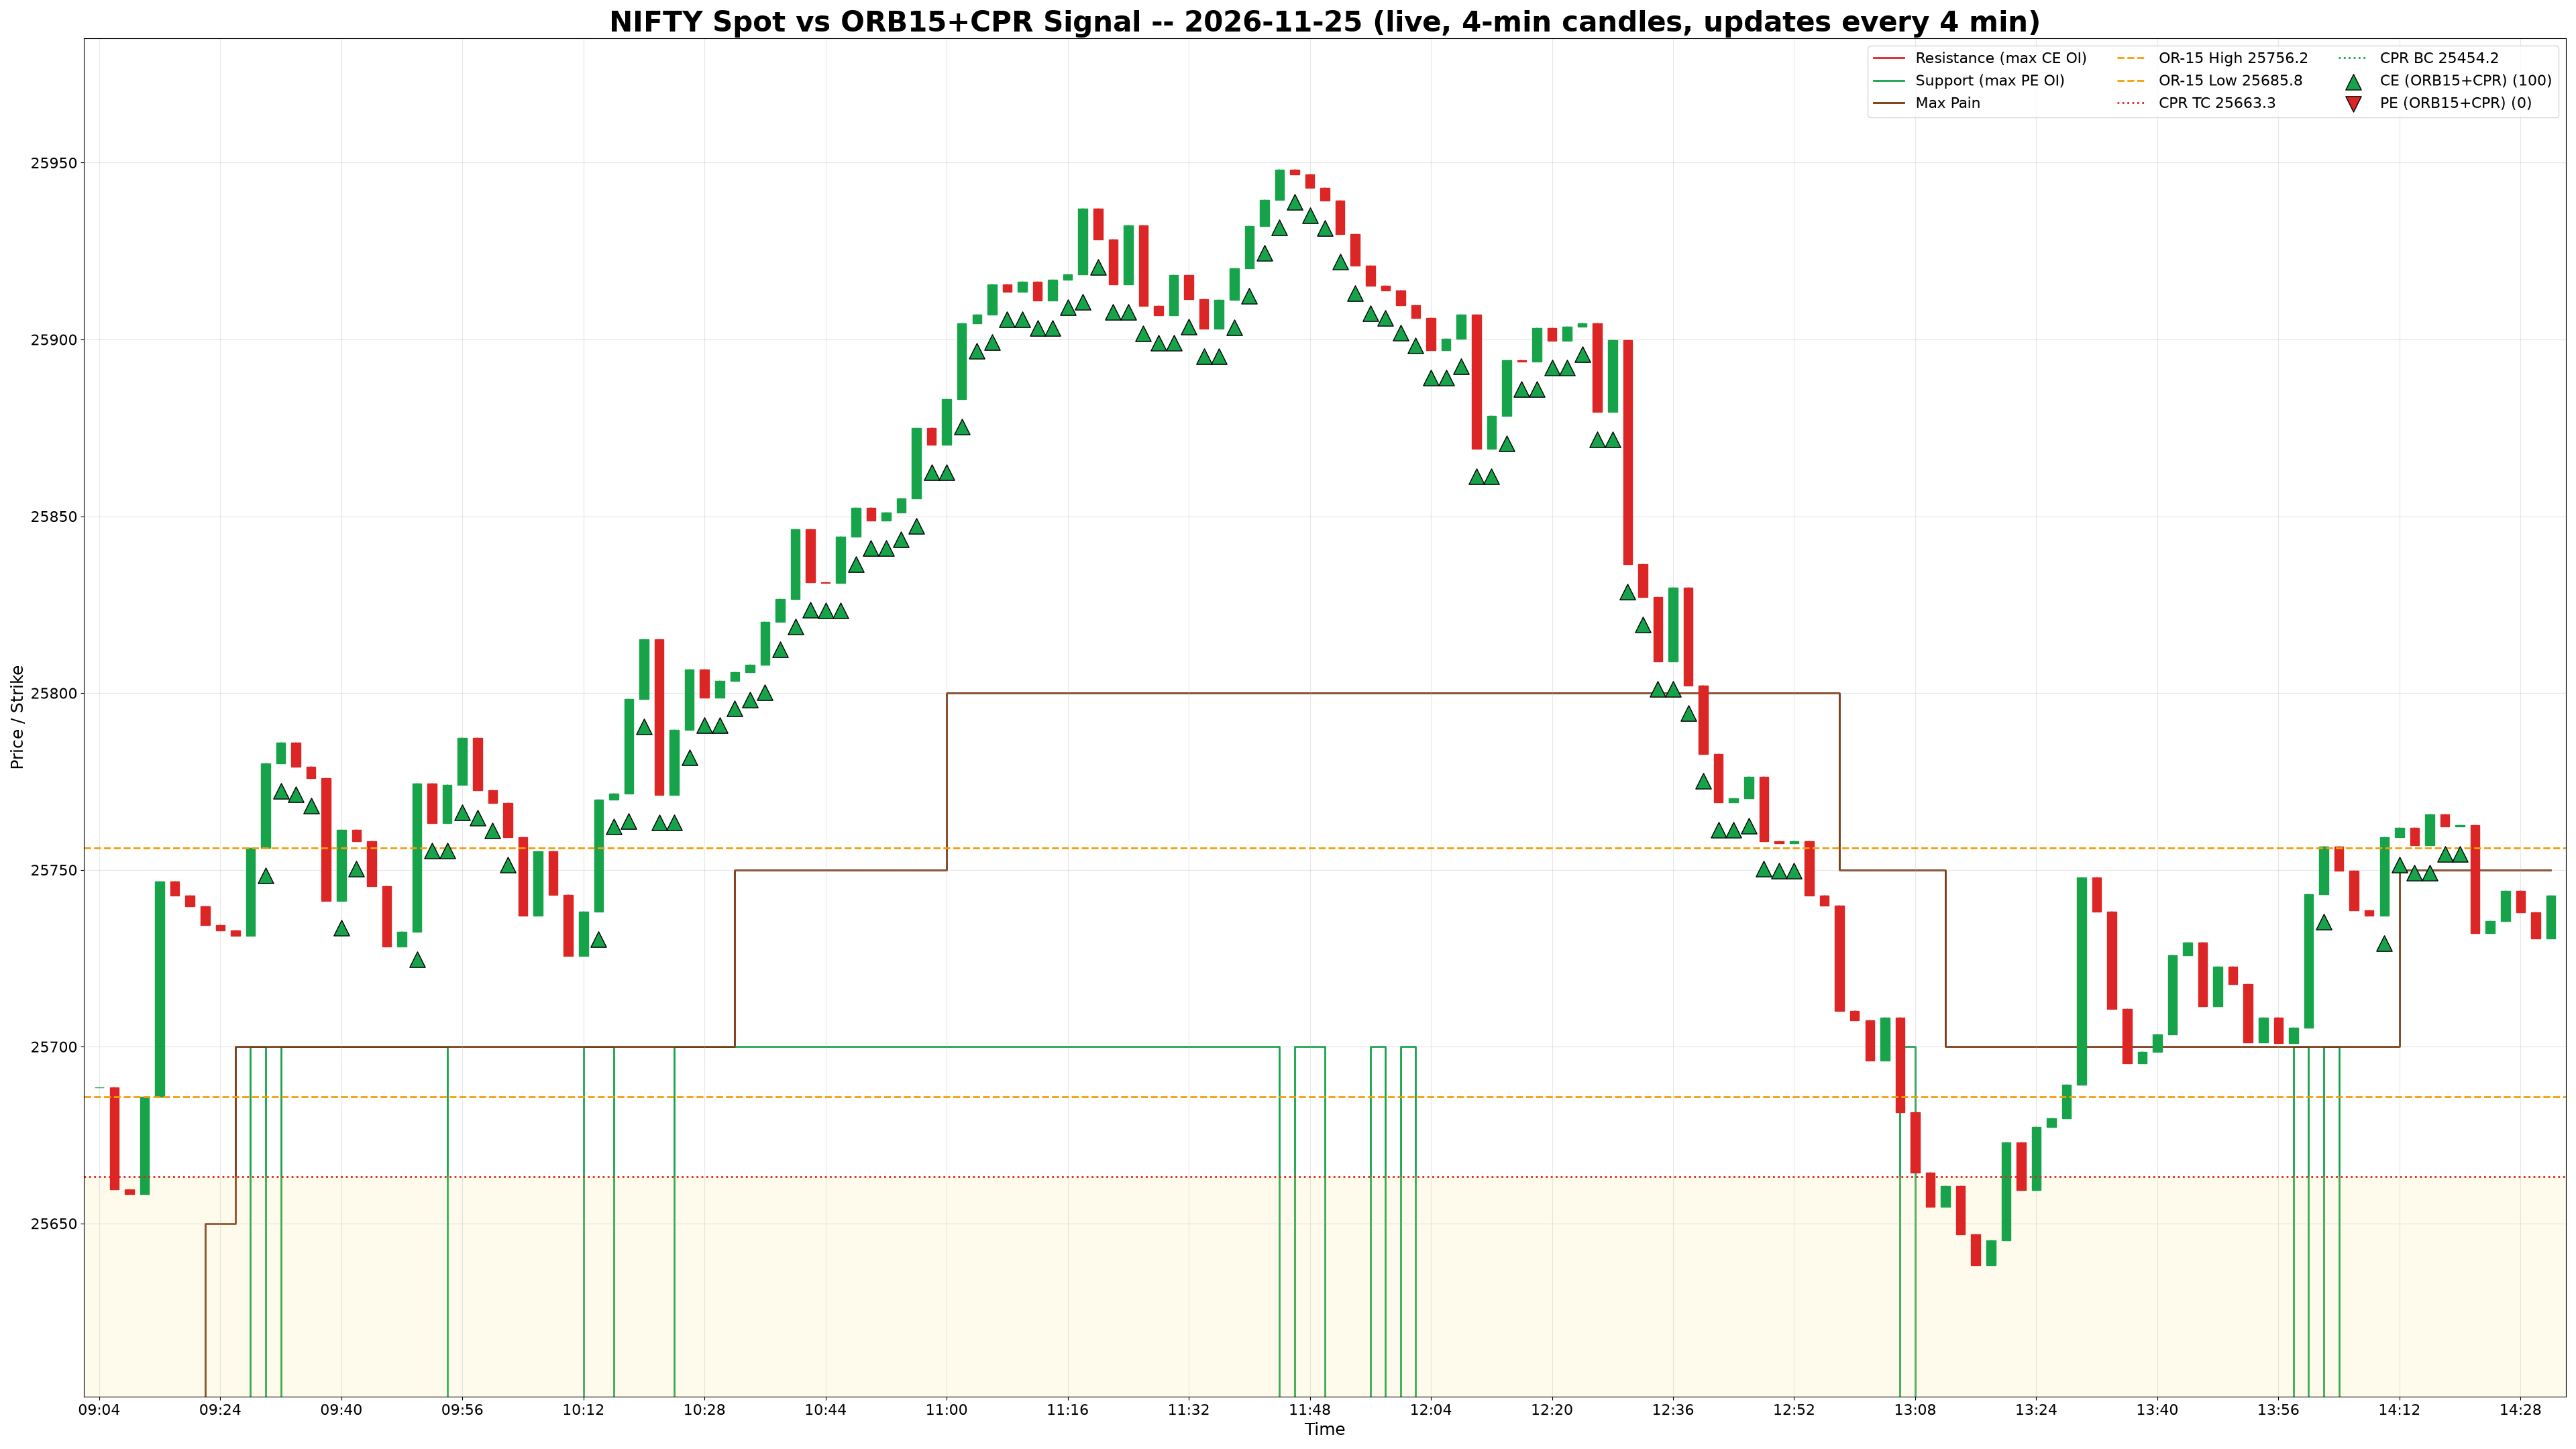 NIFTY Spot vs ORB15+CPR Signal -- 2026-11-25 (live, 4-min candles, updates every 4 min)
Resistance (max CE OI)
Support (max PE OI)
Max Pain
OR-15 High 25756.2
OR-15 Low 25685.8
CPR TC 25663.3
CPR BC 25454.2
CE (ORB15+CPR) (100)
PE (ORB15+CPR) (0)
Price / Strike
25950
25900
25850
25800
25750
25700
25650
09:04 09:24 09:40 09:56 10:12 10:28 10:44 11:00 11:16 11:32 11:48 12:04 12:20 12:36 12:52 13:08 13:24 13:40 13:56 14:12 14:28
Time